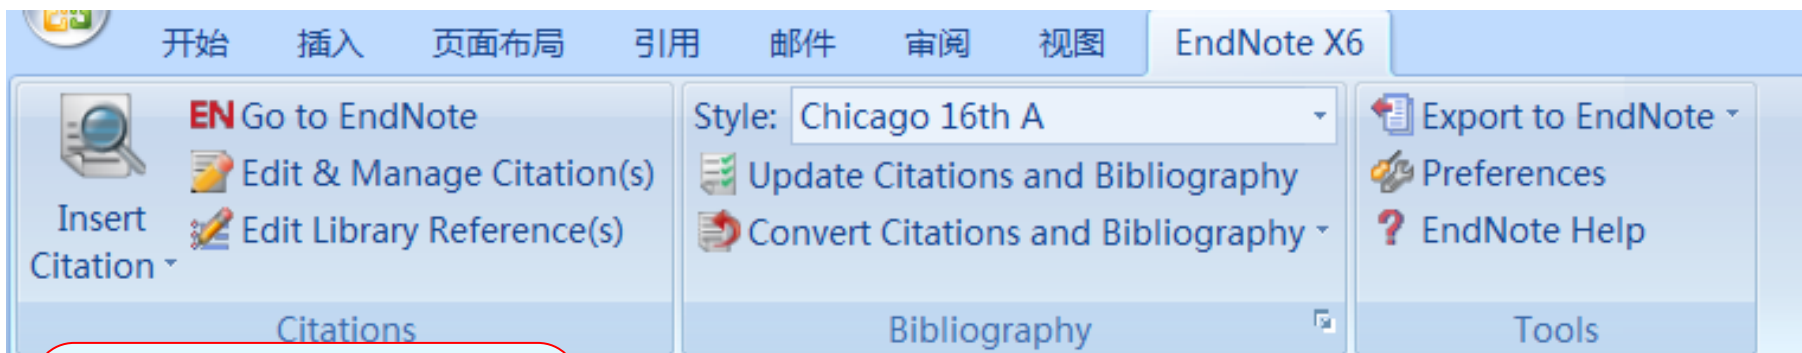 开始 插入 页面布局 引用 邮件 审阅 视图 EndNote X6
Insert Citation
EN Go to EndNote
Edit & Manage Citation(s)
Edit Library Reference(s)
Citations
Style: Chicago 16th A
Update Citations and Bibliography
Convert Citations and Bibliography
Bibliography
Export to EndNote
Preferences
? EndNote Help
Tools